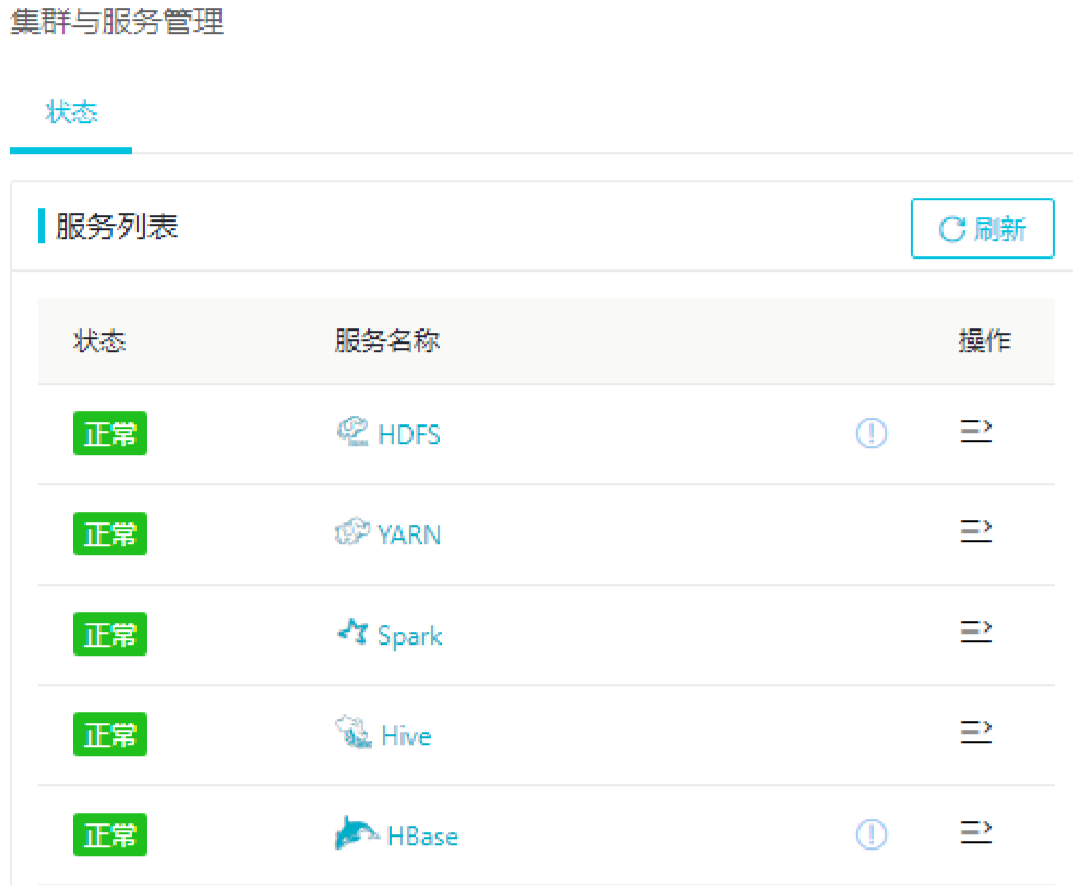 集群与服务管理
状态
服务列表
刷新
状态 服务名称 操作
正常 HDFS
正常 YARN
正常 Spark
正常 Hive
正常 HBase